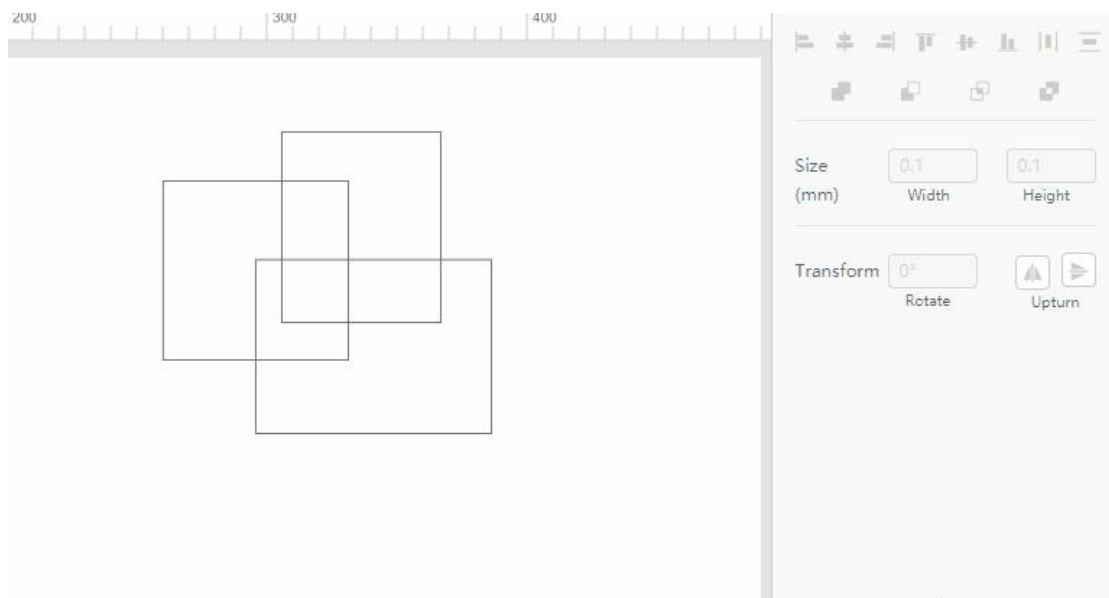 200 300 400
Size 0.1 0.1
(mm) Width Height
Transform 0°
Rotate Upturn